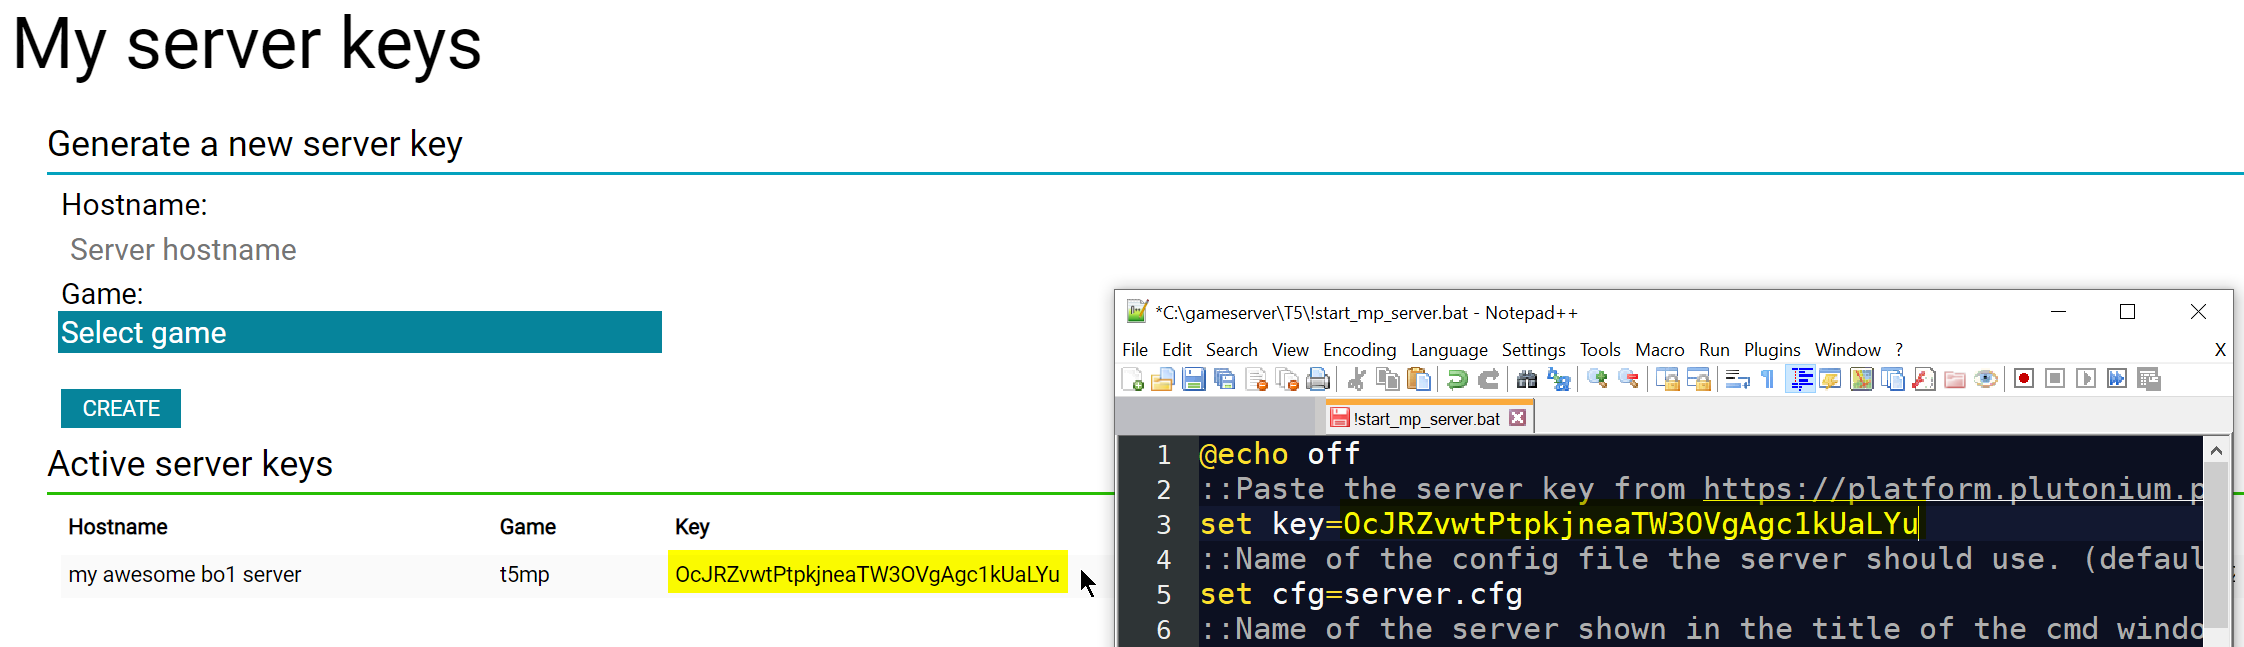 My server keys
Generate a new server key
Hostname:
Server hostname
Game:
Select game
CREATE
Active server keys
Hostname Game Key
my awesome bo1 server t5mp OcJRZvwtPtpkjneaTW3OVgAgc1kUaLYu
*C:\gameserver\T5\!start_mp_server.bat - Notepad++
File Edit Search View Encoding Language Settings Tools Macro Run Plugins Window ? X
!start_mp_server.bat
1 @echo off
2 ::Paste the server key from https://platform.plutonium.p
3 set key=OcJRZvwtPtpkjneaTW3OVgAgc1kUaLYu
4 ::Name of the config file the server should use. (defaul
5 set cfg=server.cfg
6 ::Name of the server shown in the title of the cmd windo